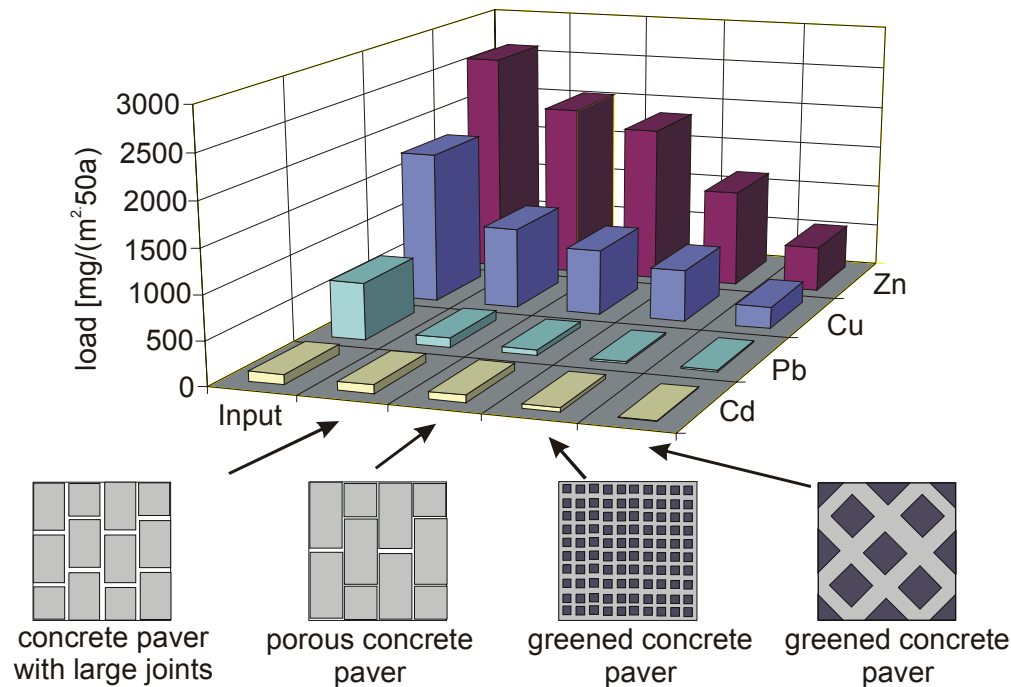 load [mg/(m²·50a)]
3000
2500
2000
1500
1000
500
0
Input
Zn
Cu
Pb
Cd
concrete paver
with large joints
porous concrete
paver
greened concrete
paver
greened concrete
paver